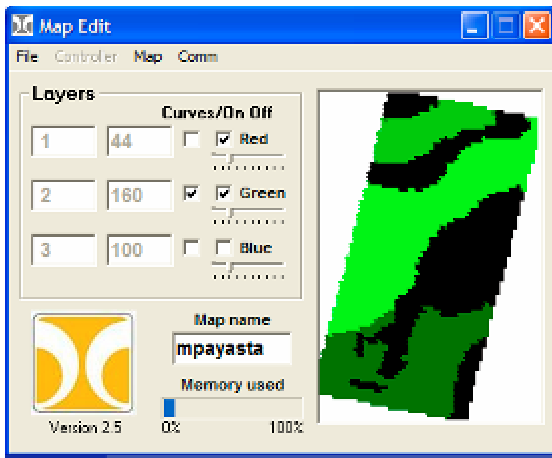 Map Edit
File Controler Map Comm
Layers
Curves/On Off
1 44 Red
2 160 Green
3 100 Blue
Map name
mpayasta
Memory used
Version 2.5 0% 100%